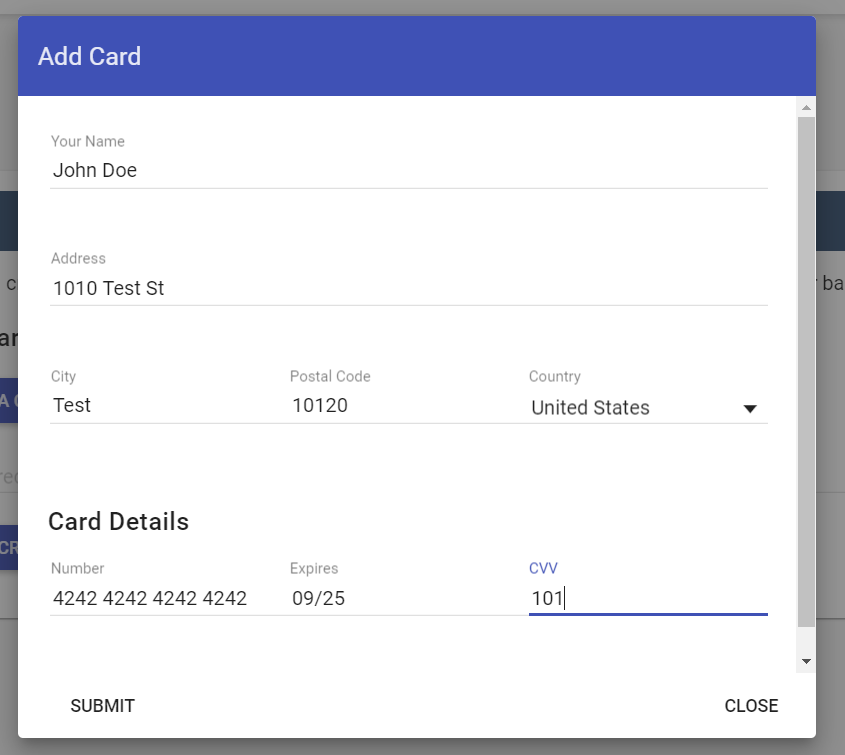 Add Card
Your Name
John Doe
Address
1010 Test St
City Postal Code Country
Test 10120 United States
Card Details
Number Expires CVV
4242 4242 4242 4242 09/25 101
SUBMIT CLOSE